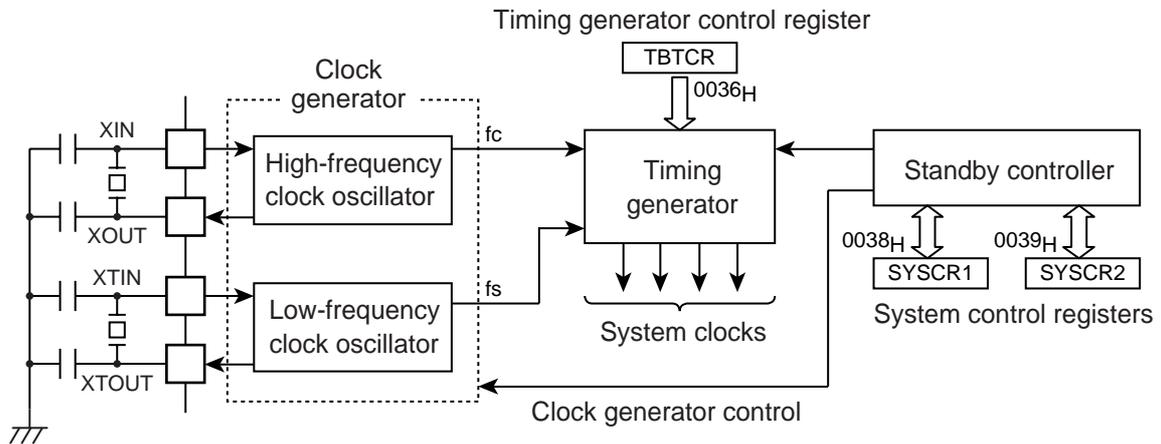 Timing generator control register
TBTCR
0036H
Clock
generator
XIN
High-frequency
clock oscillator
fc
Timing
generator
Standby controller
XOUT
0038H
0039H
SYSCR1
SYSCR2
XTIN
Low-frequency
clock oscillator
fs
System clocks
System control registers
XTOUT
Clock generator control